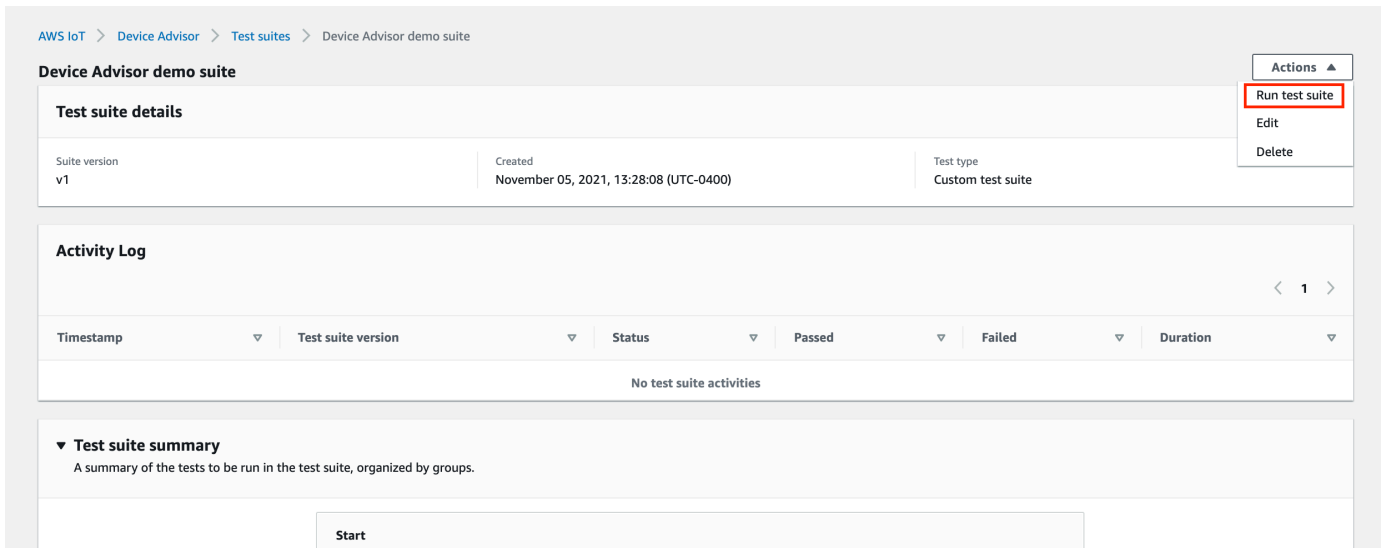 AWS IoT > Device Advisor > Test suites > Device Advisor demo suite
Device Advisor demo suite
Actions
Run test suite
Edit
Delete
Test suite details
Suite version
v1
Created
November 05, 2021, 13:28:08 (UTC-0400)
Test type
Custom test suite
Activity Log
< 1 >
Timestamp Test suite version Status Passed Failed Duration
No test suite activities
Test suite summary
A summary of the tests to be run in the test suite, organized by groups.
Start